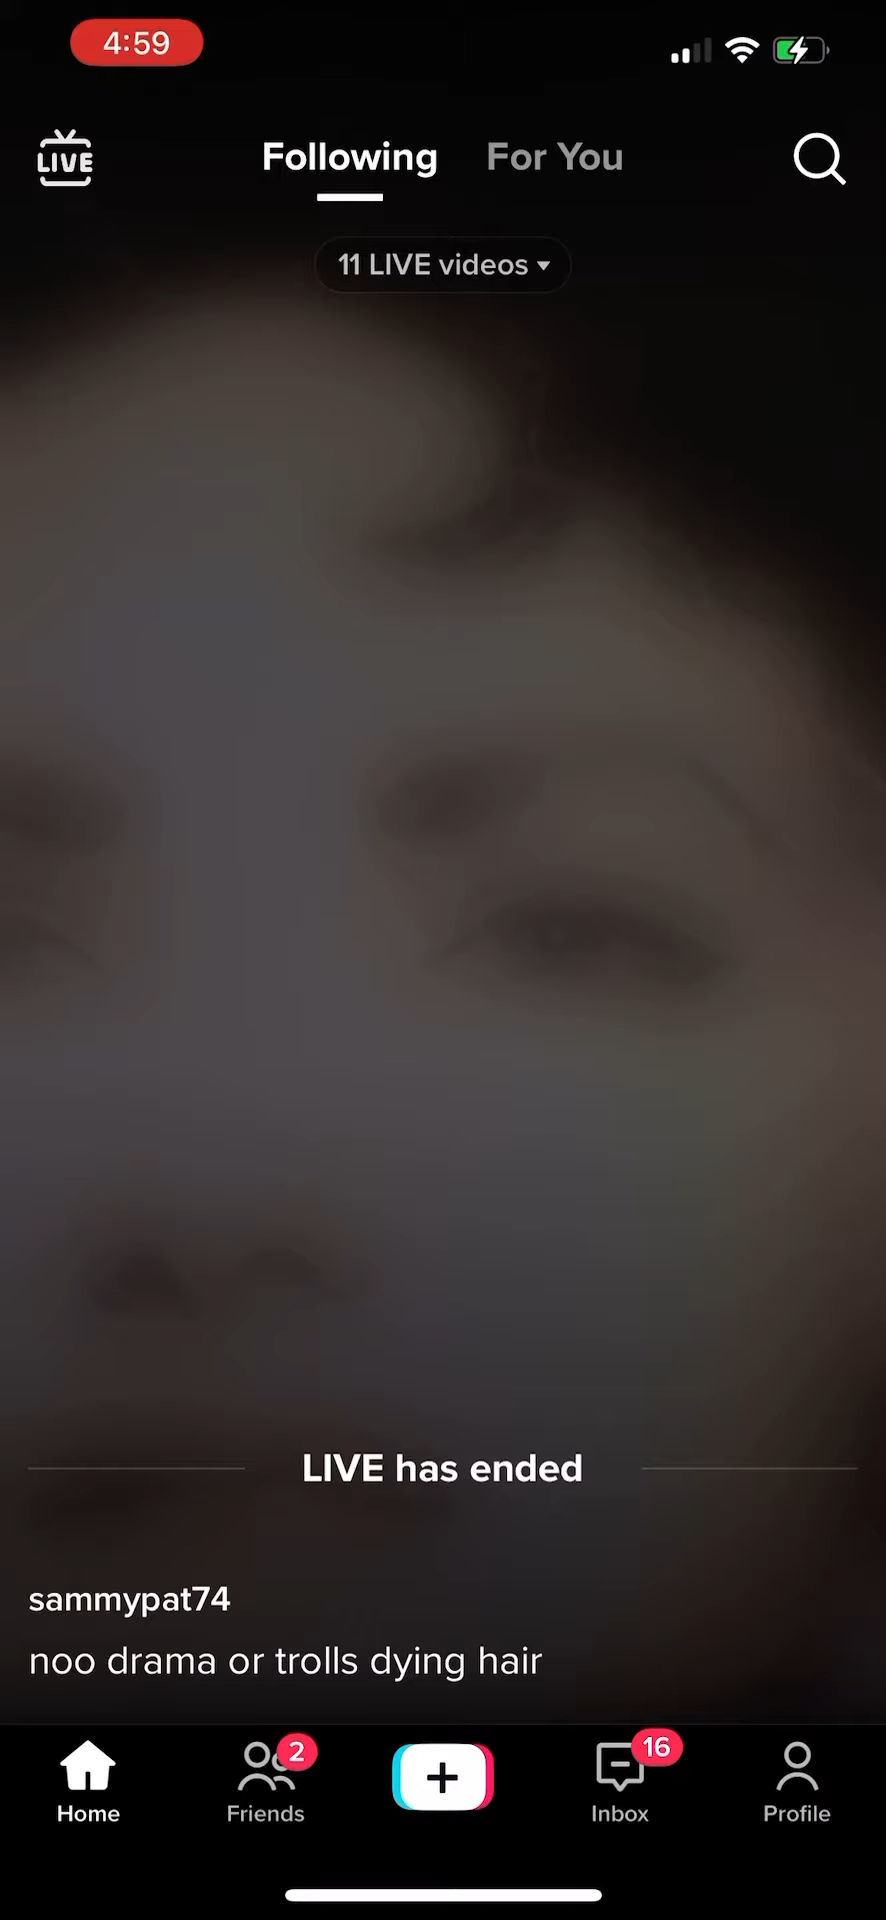 4:59
LIVE
Following
For You
11 LIVE videos
LIVE has ended
sammypat74
noo drama or trolls dying hair
2
16
Home
Friends
Inbox
Profile